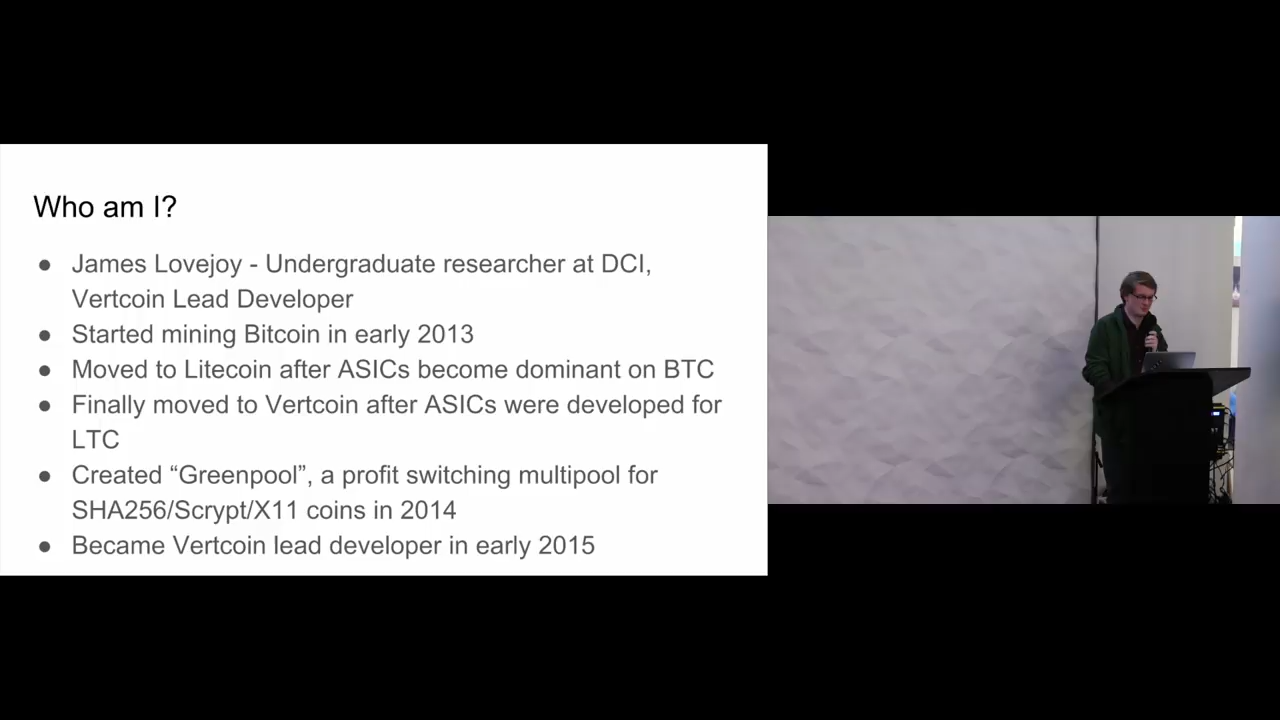 Who am I?
● James Lovejoy - Undergraduate researcher at DCI,
Vertcoin Lead Developer
● Started mining Bitcoin in early 2013
● Moved to Litecoin after ASICs become dominant on BTC
● Finally moved to Vertcoin after ASICs were developed for
LTC
● Created “Greenpool”, a profit switching multipool for
SHA256/Scrypt/X11 coins in 2014
● Became Vertcoin lead developer in early 2015